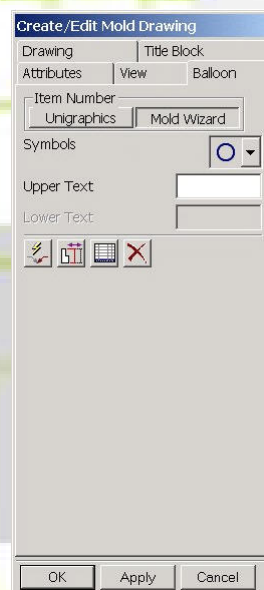 Create/Edit Mold Drawing
Drawing Title Block
Attributes View Balloon
Item Number
Unigraphics Mold Wizard
Symbols
Upper Text
Lower Text
OK Apply Cancel